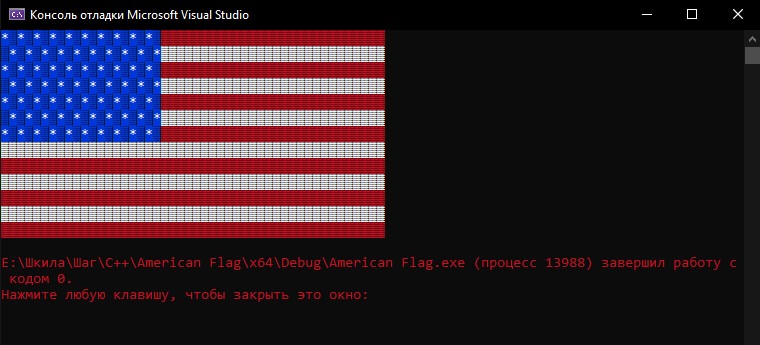 Консоль отладки Microsoft Visual Studio
* * * * * * * * * *
 * * * * * * * * * *
* * * * * * * * * *
 * * * * * * * * * *
* * * * * * * * * *
 * * * * * * * * * *
* * * * * * * * * *
E:\Шкила\Шаг\C++\American Flag\x64\Debug\American Flag.exe (процесс 13988) завершил работу с
 кодом 0.
Нажмите любую клавишу, чтобы закрыть это окно: